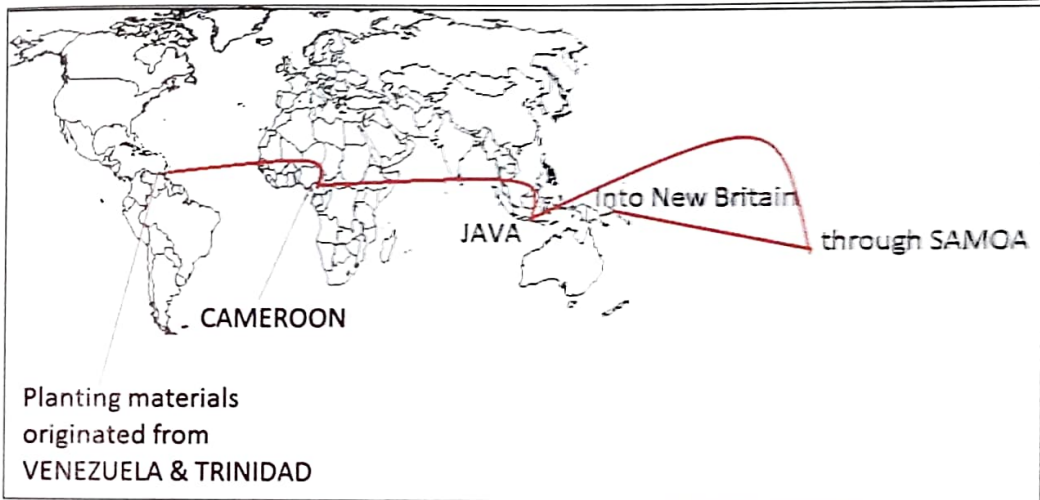 Into New Britain
JAVA
through SAMOA
CAMEROON
Planting materials
originated from
VENEZUELA & TRINIDAD